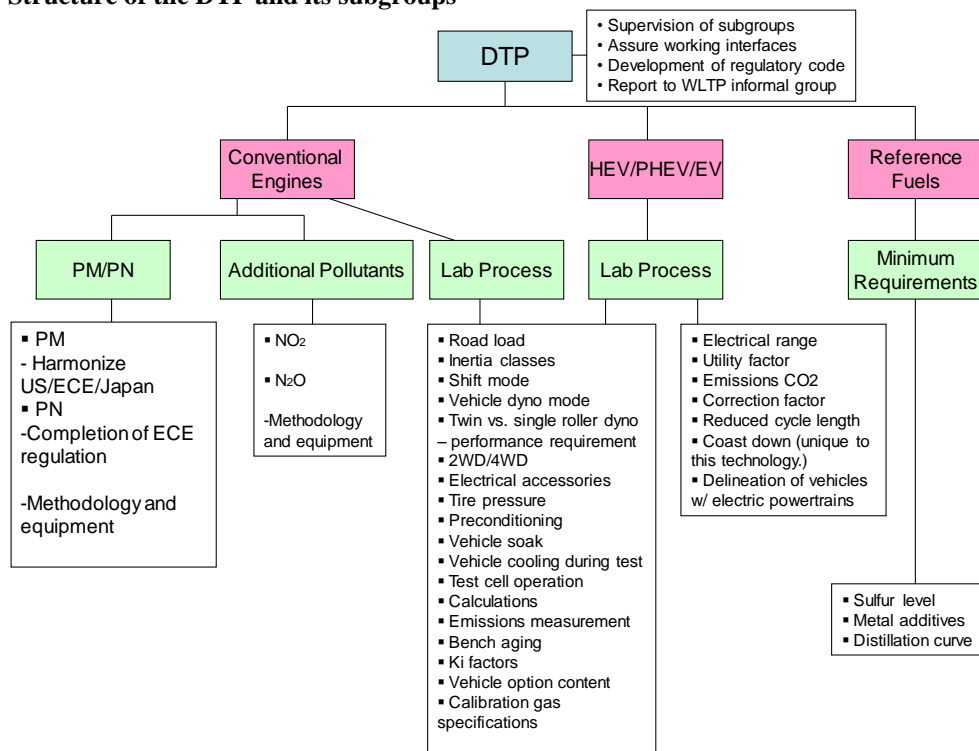 Structure of the DTP and its subgroups
DTP
• Supervision of subgroups
• Assure working interfaces
• Development of regulatory code
• Report to WLTP informal group
Conventional
Engines
HEV/PHEV/EV
Reference
Fuels
PM/PN
Additional Pollutants
Lab Process
Lab Process
Minimum
Requirements
▪ PM
- Harmonize
US/ECE/Japan
▪ PN
-Completion of ECE
regulation
-Methodology and
equipment
▪ NO2
▪ N2O
-Methodology
and equipment
▪ Road load
▪ Inertia classes
▪ Shift mode
▪ Vehicle dyno mode
▪ Twin vs. single roller dyno
– performance requirement
▪ 2WD/4WD
▪ Electrical accessories
▪ Tire pressure
▪ Preconditioning
▪ Vehicle soak
▪ Vehicle cooling during test
▪ Test cell operation
▪ Calculations
▪ Emissions measurement
▪ Bench aging
▪ Ki factors
▪ Vehicle option content
▪ Calibration gas
specifications
▪ Electrical range
▪ Utility factor
▪ Emissions CO2
▪ Correction factor
▪ Reduced cycle length
▪ Coast down (unique to
this technology.)
▪ Delineation of vehicles
w/ electric powertrains
▪ Sulfur level
▪ Metal additives
▪ Distillation curve